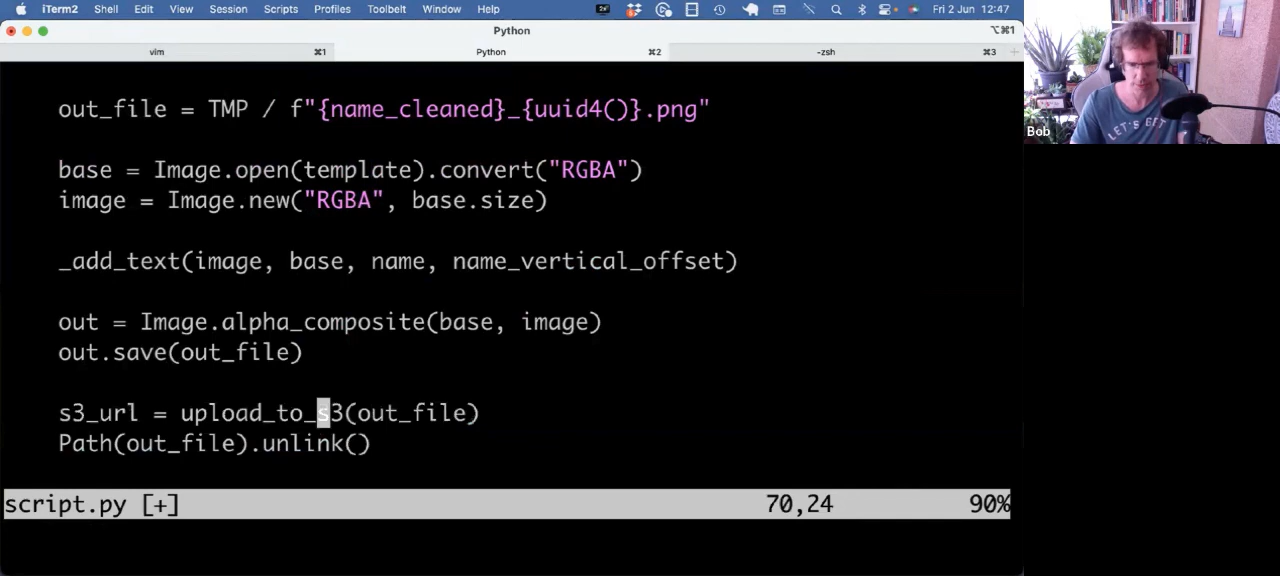 iTerm2 Shell Edit View Session Scripts Profiles Toolbelt Window Help Fri 2 Jun 12:47
Python ⌥⌘1
vim ⌘1 Python ⌘2 -zsh ⌘3
out_file = TMP / f"{name_cleaned}_{uuid4()}.png"
base = Image.open(template).convert("RGBA")
image = Image.new("RGBA", base.size)
_add_text(image, base, name, name_vertical_offset)
out = Image.alpha_composite(base, image)
out.save(out_file)
s3_url = upload_to_s3(out_file)
Path(out_file).unlink()
script.py [+] 70,24 90%
Bob
LET'S GET